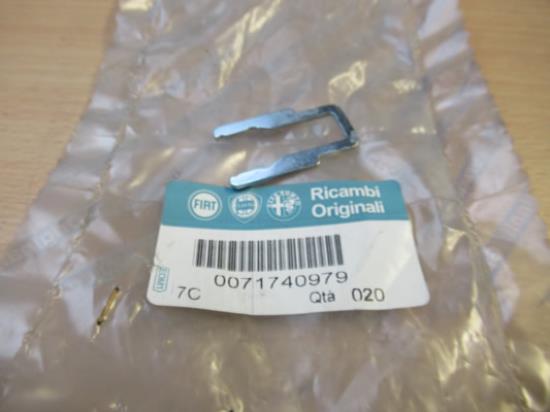 FIAT
Ricambi
Originali
0071740979
7C
Qtà 020